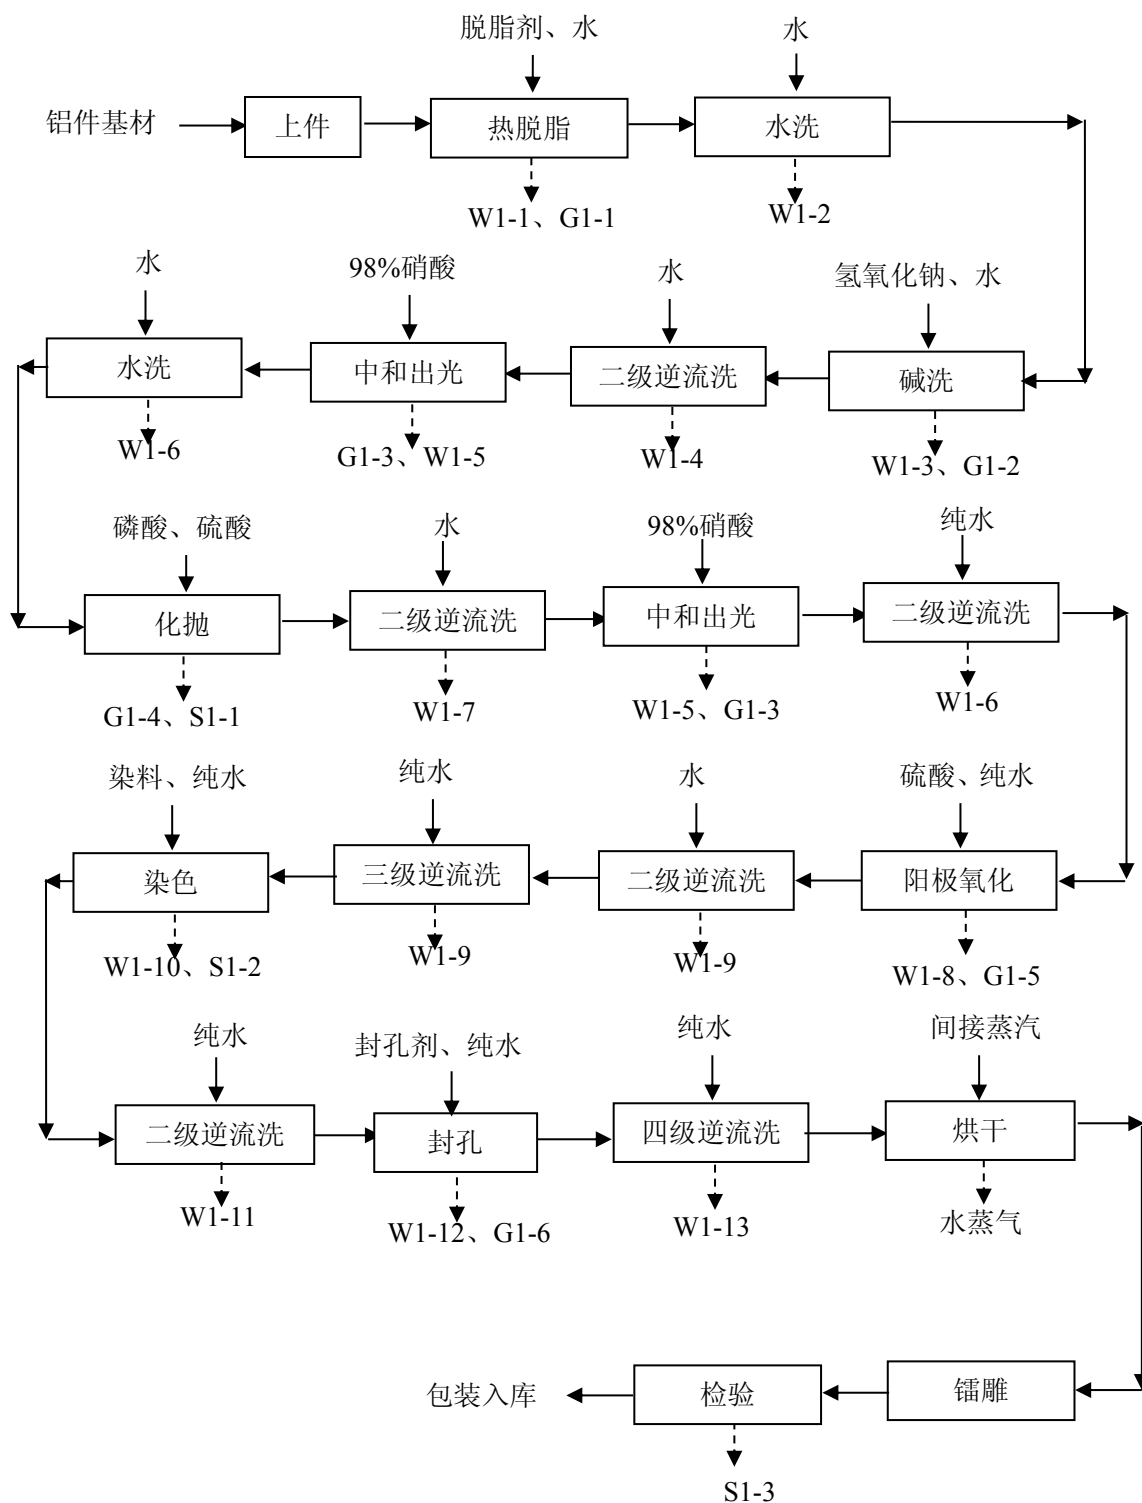 脱脂剂、水
水
铝件基材
上件
热脱脂
水洗
W1-1、G1-1
W1-2
水
98%硝酸
水
氢氧化钠、水
水洗
中和出光
二级逆流洗
碱洗
W1-6
G1-3、W1-5
W1-4
W1-3、G1-2
磷酸、硫酸
水
98%硝酸
纯水
化抛
二级逆流洗
中和出光
二级逆流洗
G1-4、S1-1
W1-7
W1-5、G1-3
W1-6
染料、纯水
纯水
水
硫酸、纯水
染色
三级逆流洗
二级逆流洗
阳极氧化
W1-10、S1-2
W1-9
W1-9
W1-8、G1-5
纯水
封孔剂、纯水
纯水
间接蒸汽
二级逆流洗
封孔
四级逆流洗
烘干
W1-11
W1-12、G1-6
W1-13
水蒸气
包装入库
检验
镭雕
S1-3